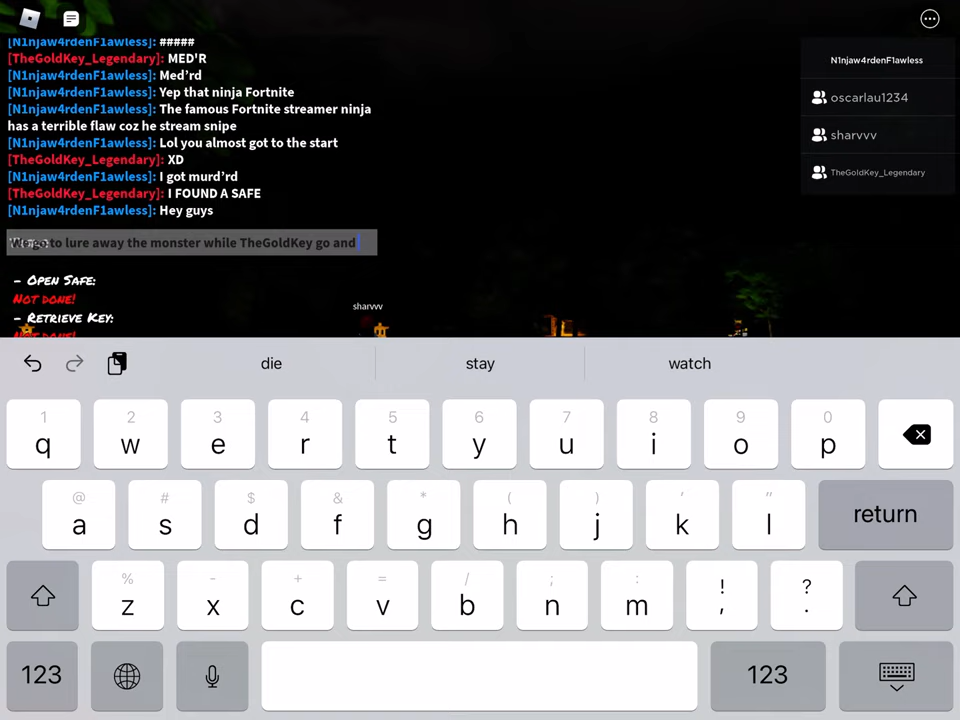 [N1njaw4rdenF1awless]: #####
[TheGoldKey_Legendary]: MED'R
[N1njaw4rdenF1awless]: Med’rd
[N1njaw4rdenF1awless]: Yep that ninja Fortnite
[N1njaw4rdenF1awless]: The famous Fortnite streamer ninja
has a terrible flaw coz he stream snipe
[N1njaw4rdenF1awless]: Lol you almost got to the start
[TheGoldKey_Legendary]: XD
[N1njaw4rdenF1awless]: I got murd’rd
[TheGoldKey_Legendary]: I FOUND A SAFE
[N1njaw4rdenF1awless]: Hey guys
to lure away the monster while TheGoldKey go and
- Open Safe:
Not done!
- Retrieve Key:
Not done!
sharvvv
N1njaw4rdenF1awless
oscarlau1234
sharvvv
TheGoldKey_Legendary
die stay watch
1 2 3 4 5 6 7 8 9 0
q w e r t y u i o p
@ # $ & * ( ) ‘ ”
a s d f g h j k l return
% - + = / ; : ! ?
z x c v b n m , .
123 123